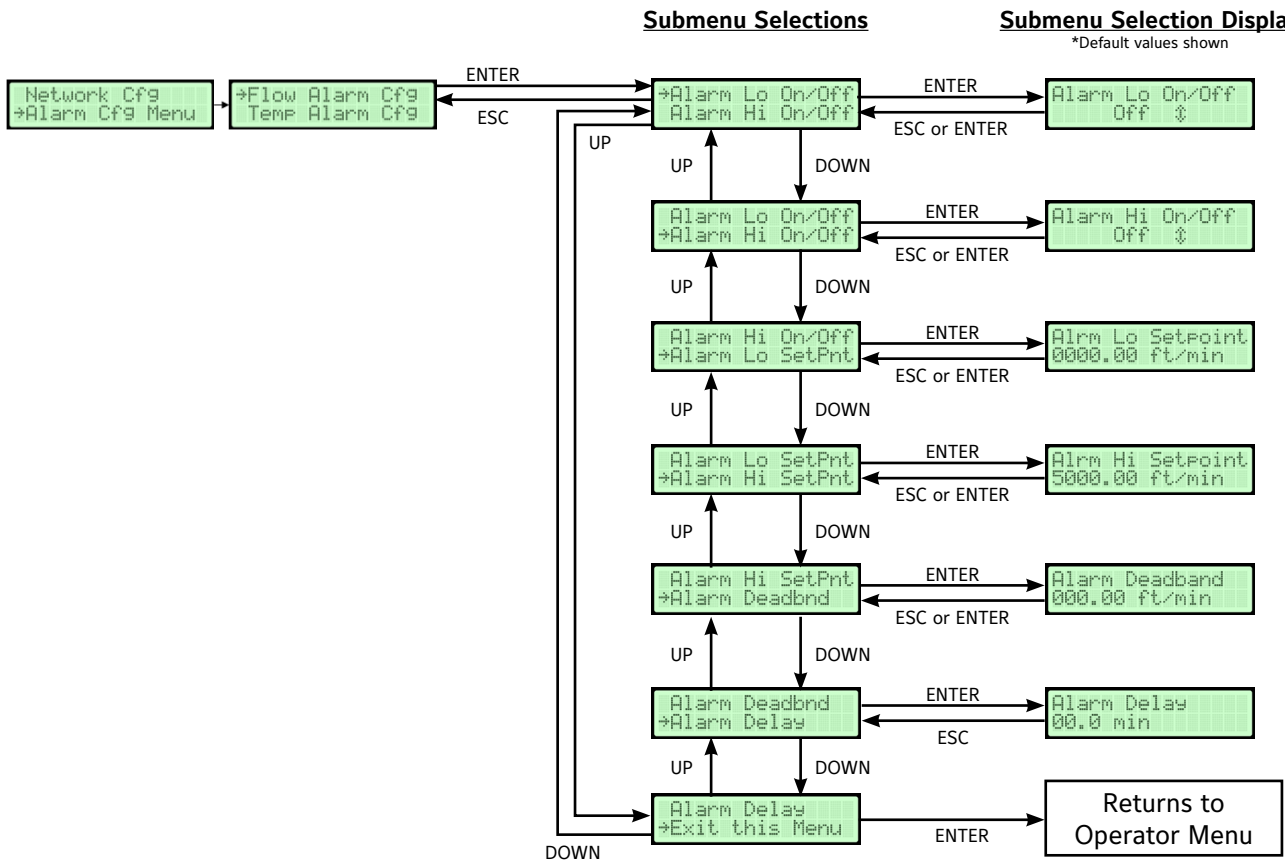 Submenu Selections
Submenu Selection Displa
*Default values shown
Network Cfg
→Alarm Cfg Menu
→Flow Alarm Cfg
Temp Alarm Cfg
ENTER
ESC
→Alarm Lo On/Off
Alarm Hi On/Off
ENTER
ESC or ENTER
Alarm Lo On/Off
Off ↕
UP
UP
DOWN
Alarm Lo On/Off
→Alarm Hi On/Off
ENTER
ESC or ENTER
Alarm Hi On/Off
Off ↕
UP
DOWN
Alarm Hi On/Off
→Alarm Lo SetPnt
ENTER
ESC or ENTER
Alrm Lo Setpoint
0000.00 ft/min
UP
DOWN
Alarm Lo SetPnt
→Alarm Hi SetPnt
ENTER
ESC or ENTER
Alrm Hi Setpoint
5000.00 ft/min
UP
DOWN
Alarm Hi SetPnt
→Alarm Deadbnd
ENTER
ESC or ENTER
Alarm Deadband
000.00 ft/min
UP
DOWN
Alarm Deadbnd
→Alarm Delay
ENTER
ESC
Alarm Delay
00.0 min
UP
DOWN
Alarm Delay
→Exit this Menu
ENTER
Returns to
Operator Menu
DOWN